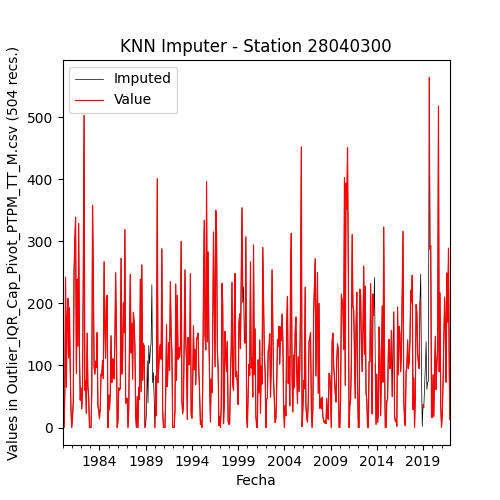 KNN Imputer - Station 28040300
Imputed
Value
Values in Outlier_IQR_Cap_Pivot_PTPM_TT_M.csv (504 recs.)
500
400
300
200
100
0
1984 1989 1994 1999 2004 2009 2014 2019
Fecha